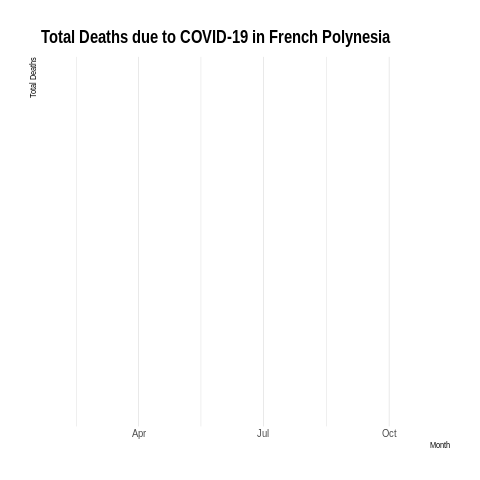 Total Deaths due to COVID-19 in French Polynesia
Total Deaths
Apr Jul Oct
Month